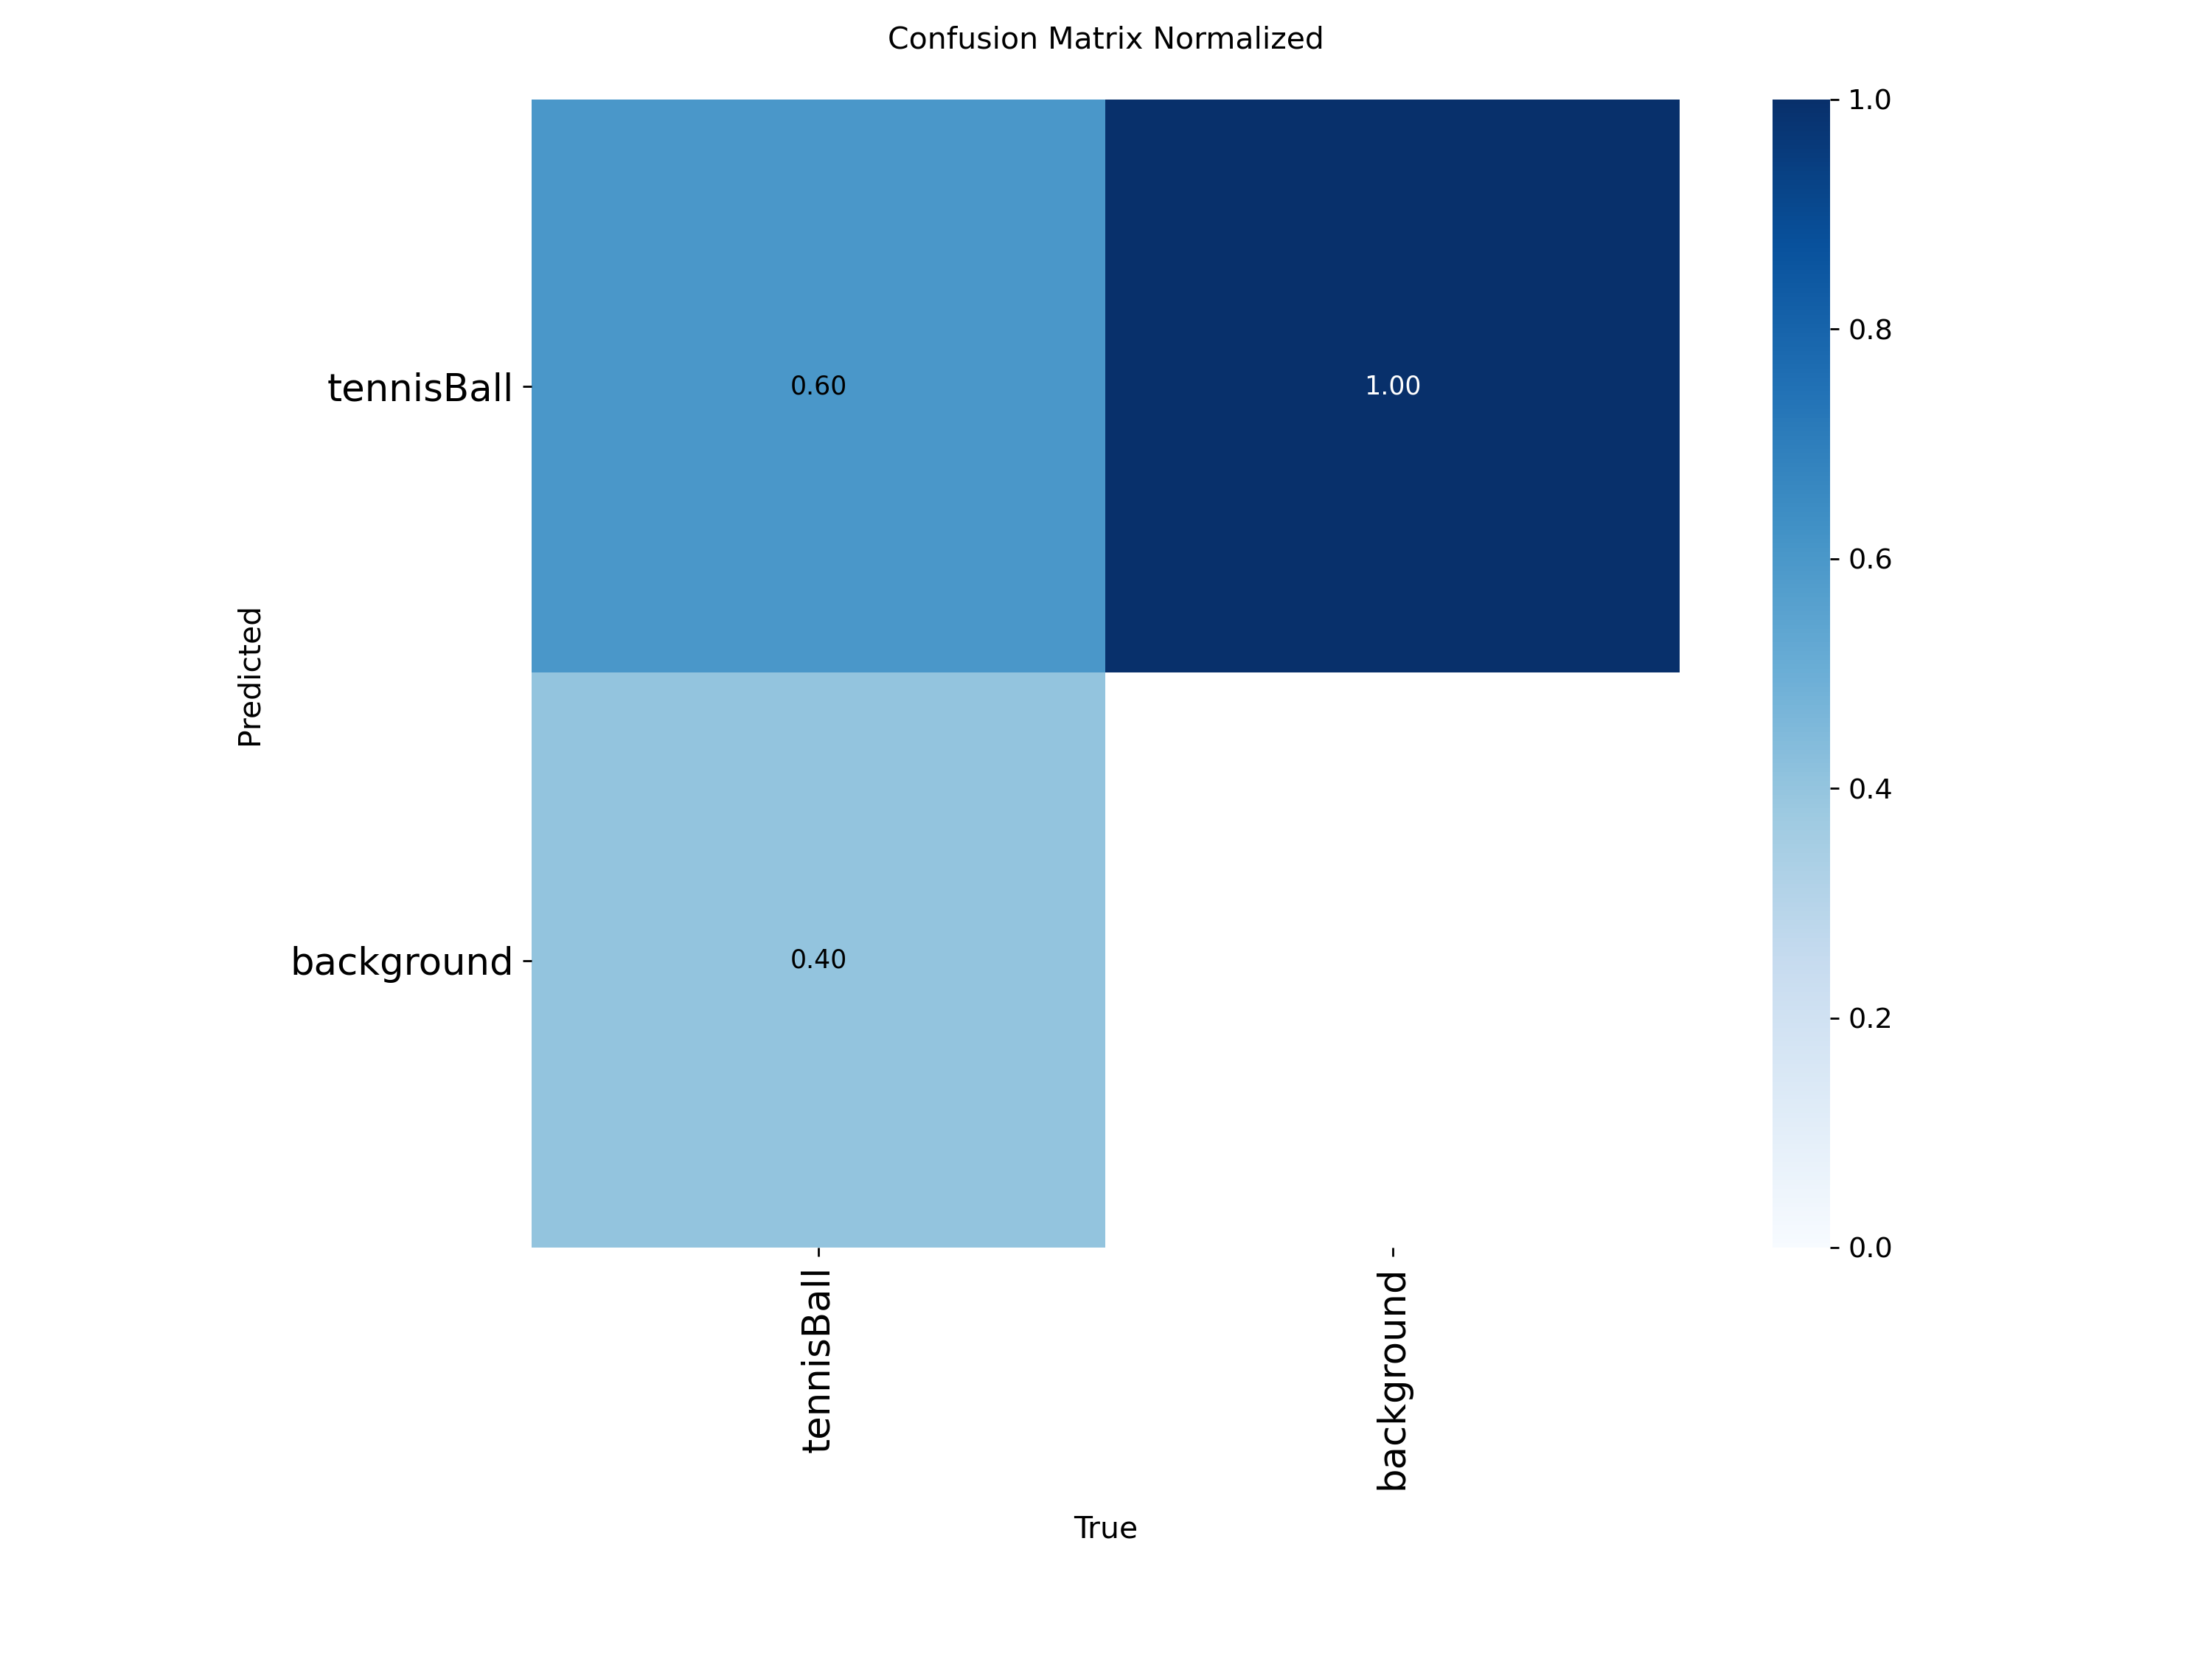 Confusion Matrix Normalized
1.0
0.8
0.6
0.4
0.2
0.0
Predicted
tennisBall
0.60
1.00
background
0.40
tennisBall
background
True